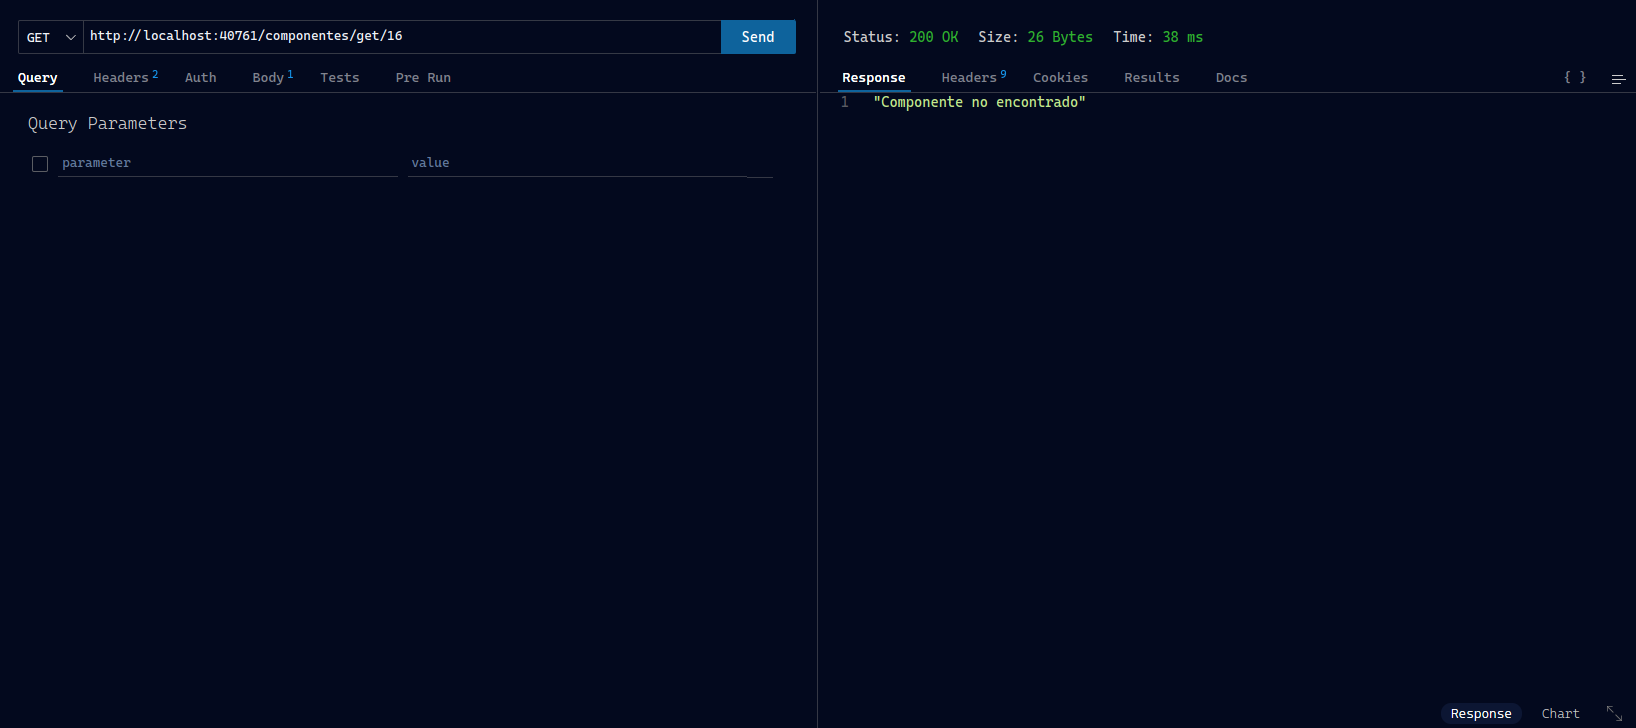 GET http://localhost:40761/componentes/get/16 Send
Query Headers 2 Auth Body 1 Tests Pre Run
Query Parameters
parameter value
Status: 200 OK Size: 26 Bytes Time: 38 ms
Response Headers 9 Cookies Results Docs { }
1 "Componente no encontrado"
Response Chart